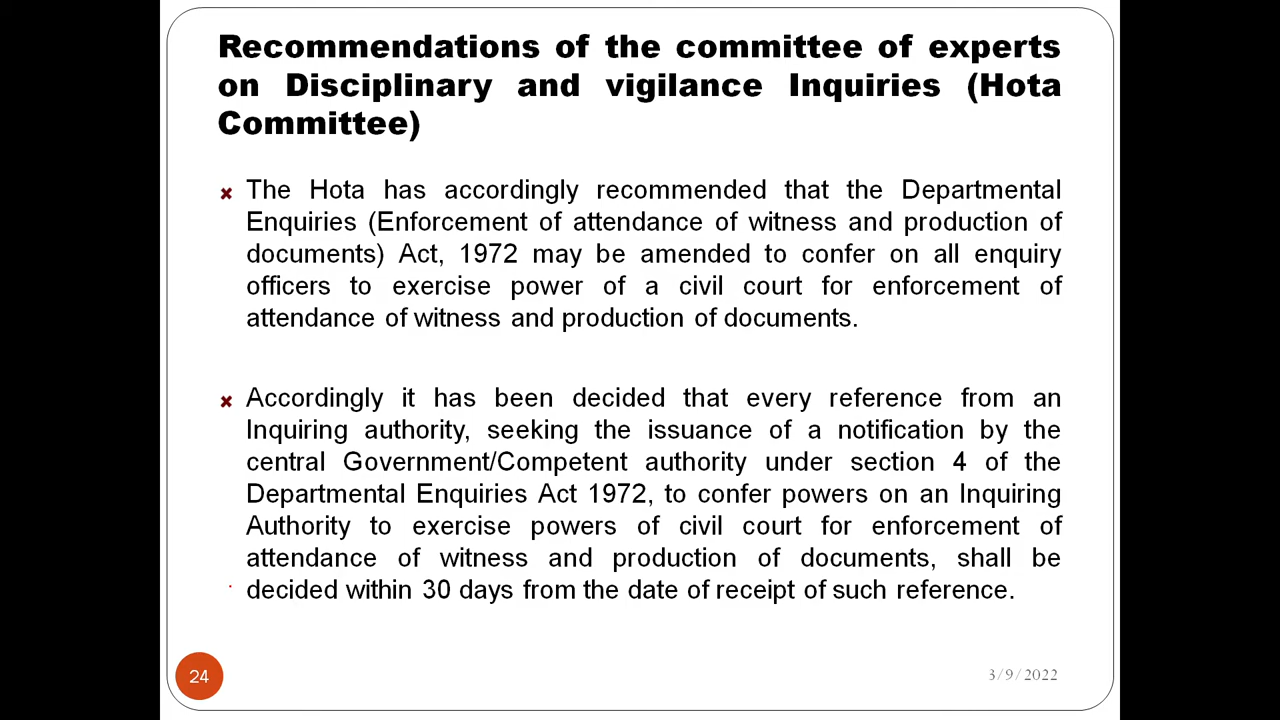 Recommendations of the committee of experts
on Disciplinary and vigilance Inquiries (Hota
Committee)
The Hota has accordingly recommended that the Departmental
Enquiries (Enforcement of attendance of witness and production of
documents) Act, 1972 may be amended to confer on all enquiry
officers to exercise power of a civil court for enforcement of
attendance of witness and production of documents.
Accordingly it has been decided that every reference from an
Inquiring authority, seeking the issuance of a notification by the
central Government/Competent authority under section 4 of the
Departmental Enquiries Act 1972, to confer powers on an Inquiring
Authority to exercise powers of civil court for enforcement of
attendance of witness and production of documents, shall be
decided within 30 days from the date of receipt of such reference.
24
3/9/2022